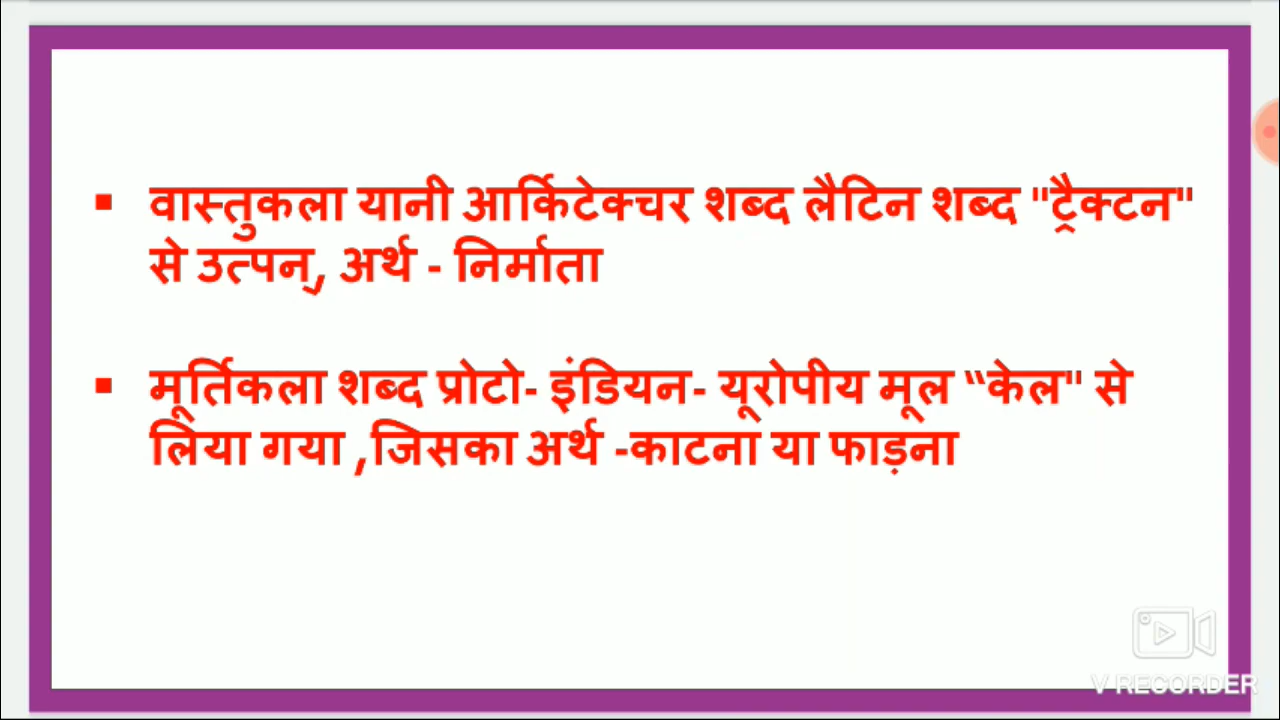 ▪ वास्तुकला यानी आर्किटेक्चर शब्द लैटिन शब्द "ट्रैक्टन"
से उत्पन्, अर्थ - निर्माता
▪ मूर्तिकला शब्द प्रोटो- इंडियन- यूरोपीय मूल “केल" से
लिया गया ,जिसका अर्थ -काटना या फाड़ना
V RECORDER